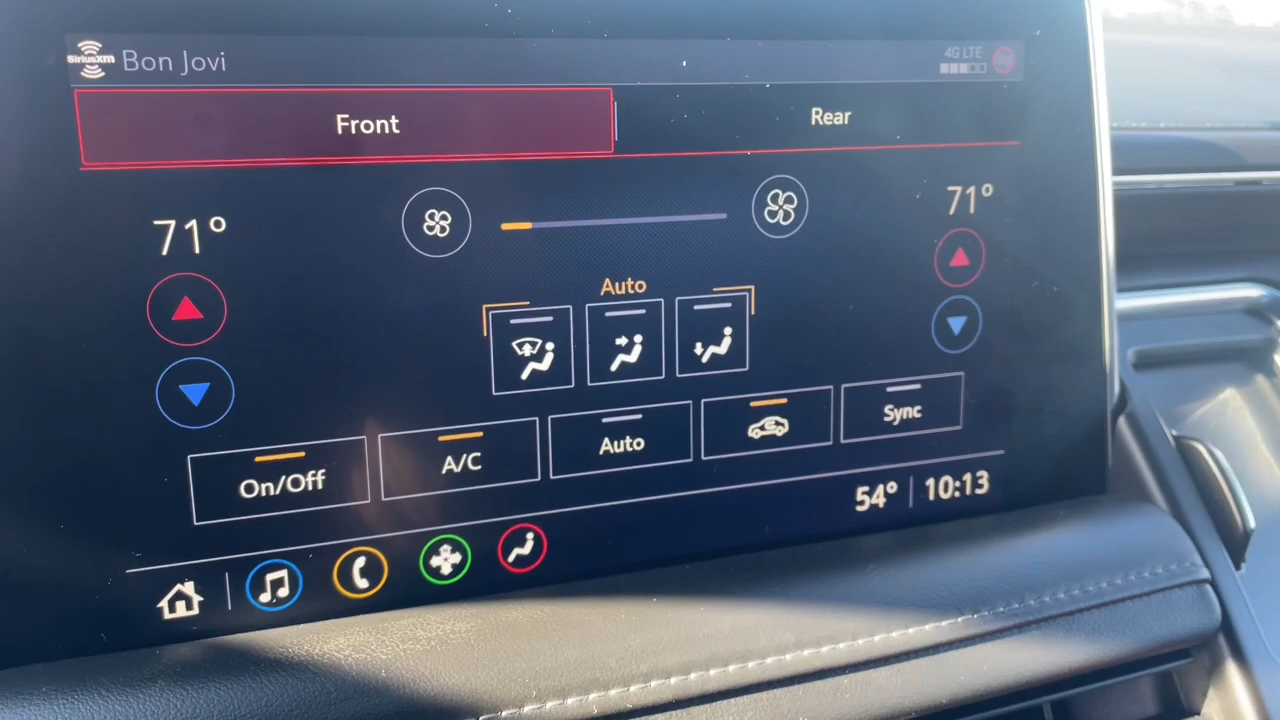 SiriusXM Bon Jovi 4G LTE
Front Rear
71° 71°
Auto
On/Off A/C Auto Sync
54° 10:13